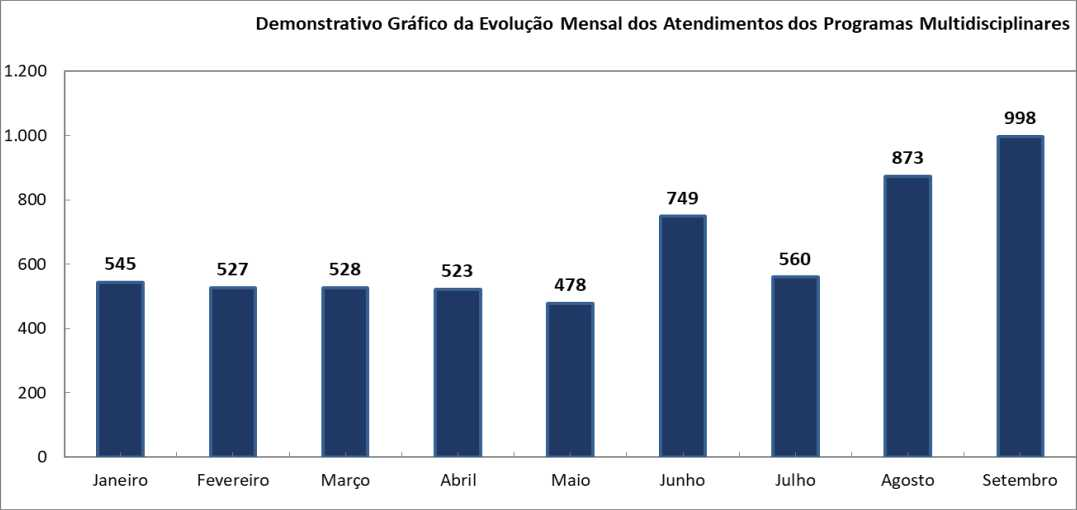 Demonstrativo Gráfico da Evolução Mensal dos Atendimentos dos Programas Multidisciplinares
1.200
1.000
800
600
400
200
0
545
527
528
523
478
749
560
873
998
Janeiro
Fevereiro
Março
Abril
Maio
Junho
Julho
Agosto
Setembro